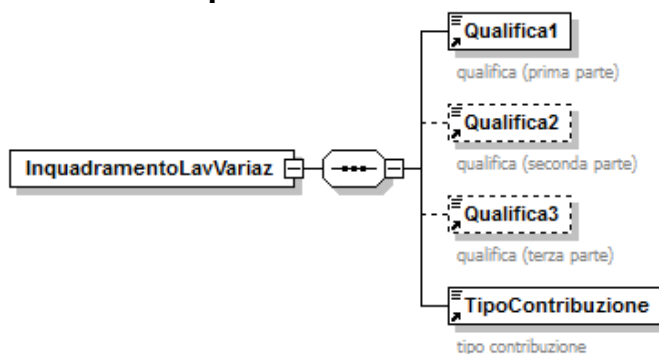 Qualifica1
qualifica (prima parte)
Qualifica2
qualifica (seconda parte)
InquadramentoLavVariaz
Qualifica3
qualifica (terza parte)
TipoContribuzione
tipo contribuzione